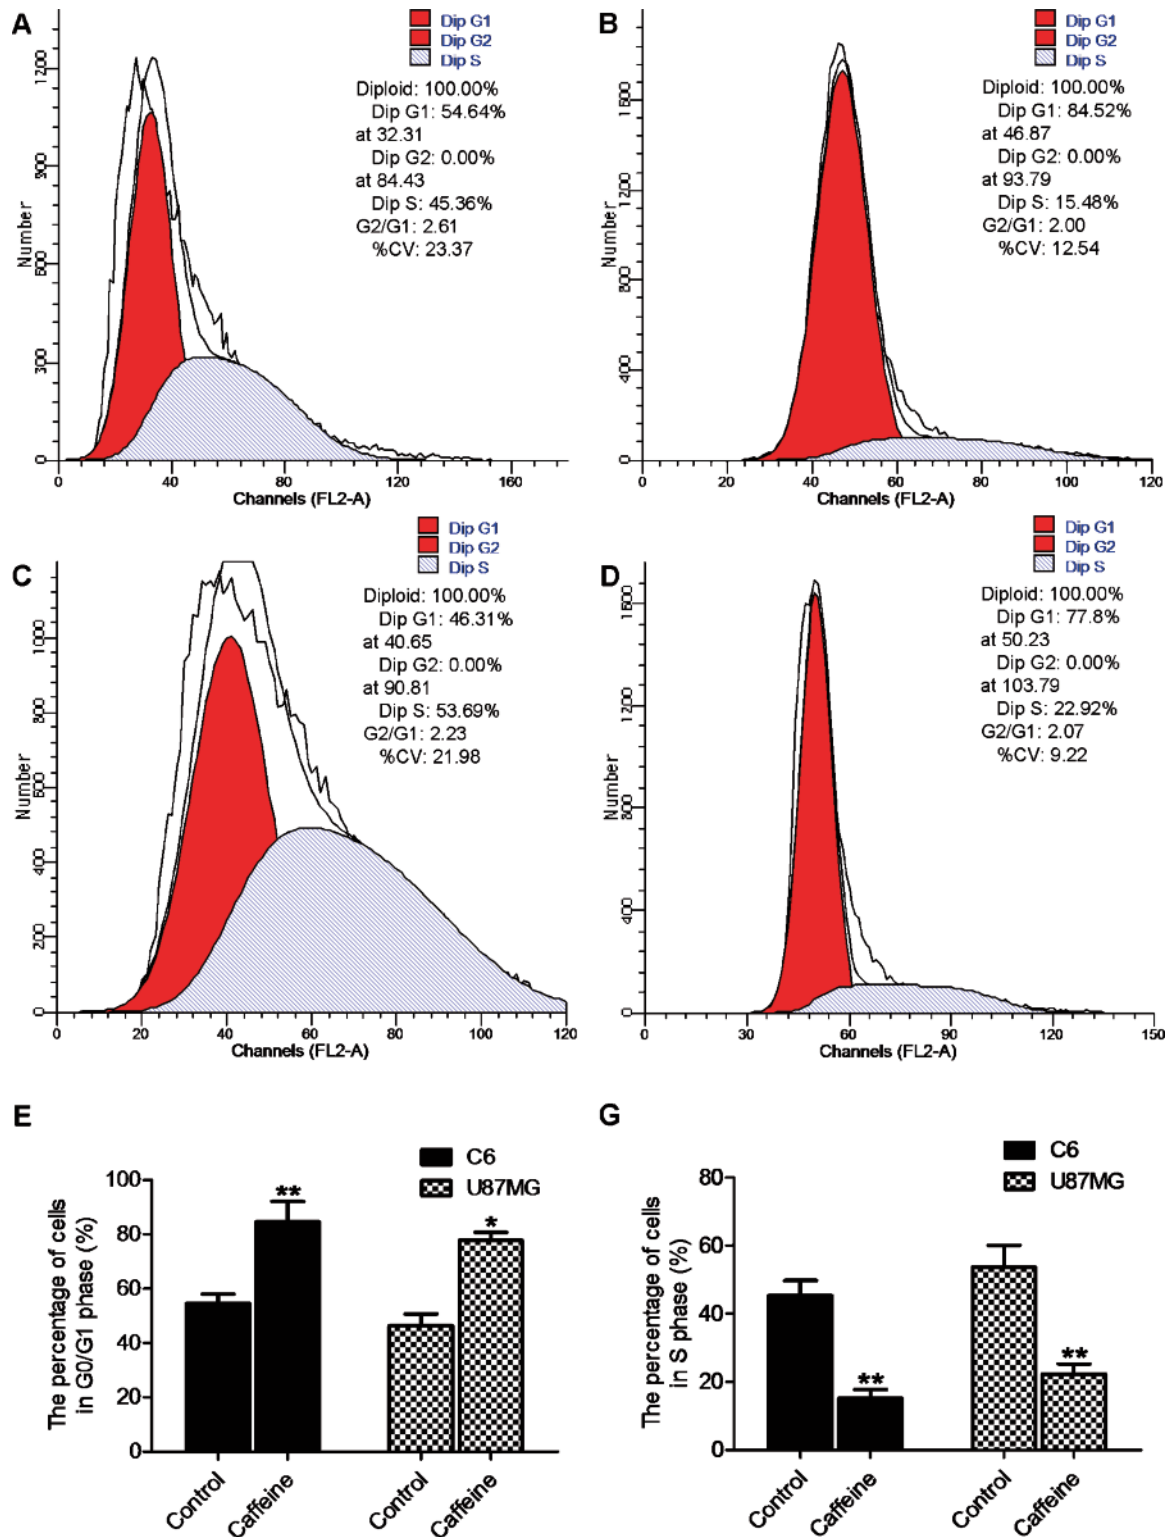 A
Dip G1
Dip G2
Dip S
Diploid: 100.00%
Dip G1: 54.64%
at 32.31
Dip G2: 0.00%
at 84.43
Dip S: 45.36%
G2/G1: 2.61
%CV: 23.37
Number
0
300
600
900
1200
0
40
80
120
160
Channels (FL2-A)
B
Dip G1
Dip G2
Dip S
Diploid: 100.00%
Dip G1: 84.52%
at 46.87
Dip G2: 0.00%
at 93.79
Dip S: 15.48%
G2/G1: 2.00
%CV: 12.54
Number
0
400
800
1200
1600
0
20
40
60
80
100
120
Channels (FL2-A)
C
Dip G1
Dip G2
Dip S
Diploid: 100.00%
Dip G1: 46.31%
at 40.65
Dip G2: 0.00%
at 90.81
Dip S: 53.69%
G2/G1: 2.23
%CV: 21.98
Number
0
200
400
600
800
1000
0
20
40
60
80
100
120
Channels (FL2-A)
D
Dip G1
Dip G2
Dip S
Diploid: 100.00%
Dip G1: 77.8%
at 50.23
Dip G2: 0.00%
at 103.79
Dip S: 22.92%
G2/G1: 2.07
%CV: 9.22
Number
0
400
800
1200
1600
0
30
60
90
120
150
Channels (FL2-A)
E
C6
U87MG
The percentage of cells
in G0/G1 phase (%)
100
80
60
40
20
0
**
*
Control
Caffeine
Control
Caffeine
G
C6
U87MG
The percentage of cells
in S phase (%)
80
60
40
20
0
**
**
Control
Caffeine
Control
Caffeine